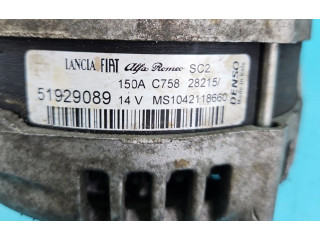 LANCIA FIAT Alfa Romeo SC2
150A C758 28215/
51929089 14 V MS1042118660
DENSO